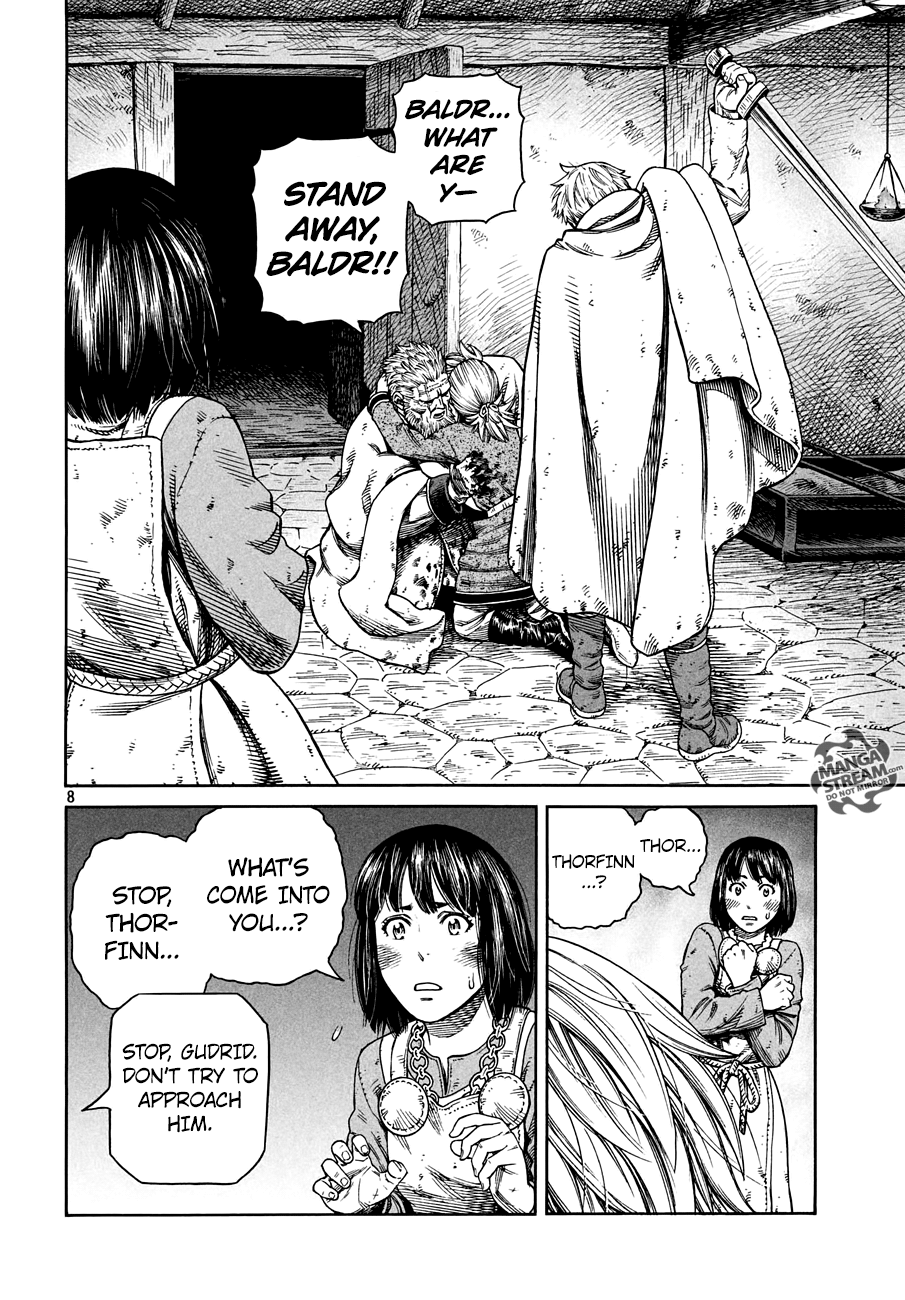 BALDR...
WHAT
ARE
Y—
STAND
AWAY,
BALDR!!
MANGA
STREAM.com
DO NOT MIRROR
8
THOR...
THORFINN
...?
WHAT'S
COME INTO
YOU...?
STOP,
THOR-
FINN...
STOP, GUDRID.
DON'T TRY TO
APPROACH
HIM.